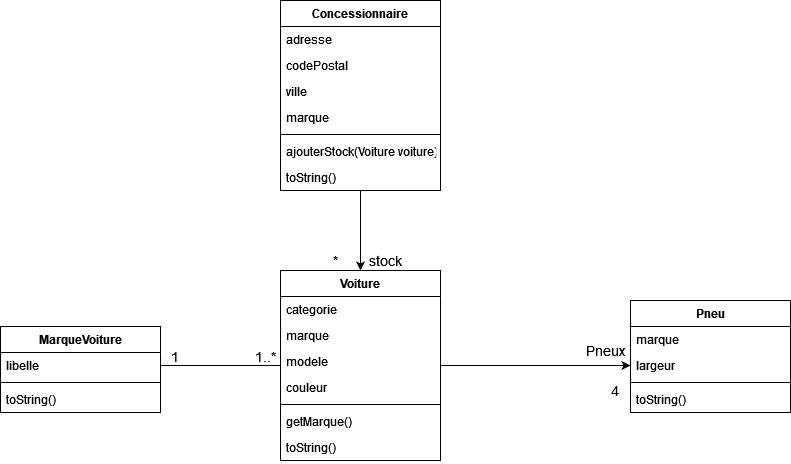 Concessionnaire
adresse
codePostal
ville
marque
ajouterStock(Voiture voiture)
toString()
* stock
Voiture
categorie
marque
modele
couleur
getMarque()
toString()
MarqueVoiture
libelle
toString()
1
1..*
Pneux
4
Pneu
marque
largeur
toString()